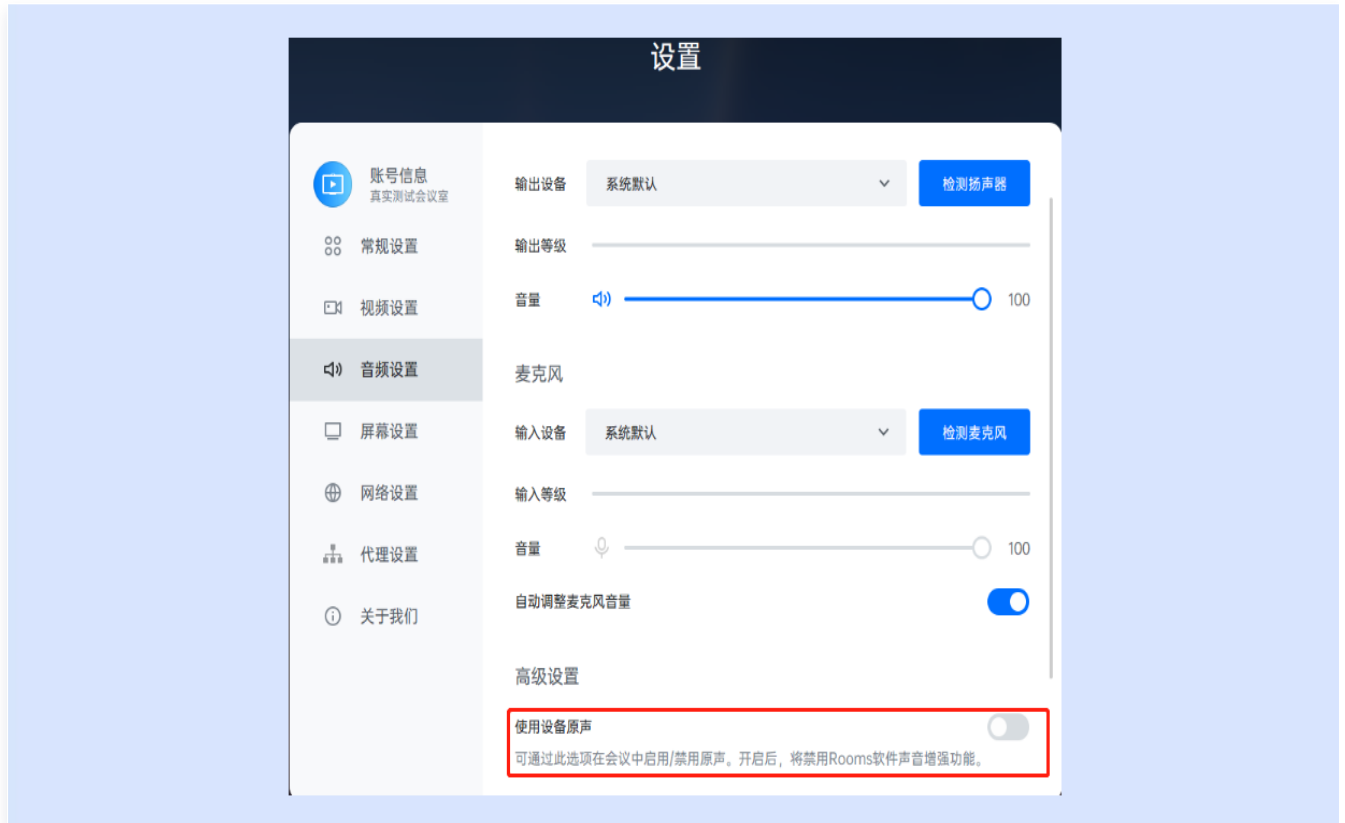 设置
账号信息
真实测试会议室
常规设置
视频设置
音频设置
屏幕设置
网络设置
代理设置
关于我们
输出设备 系统默认 检测扬声器
输出等级
音量 100
麦克风
输入设备 系统默认 检测麦克风
输入等级
音量 100
自动调整麦克风音量
高级设置
使用设备原声
可通过此选项在会议中启用/禁用原声。开启后，将禁用Rooms软件声音增强功能。